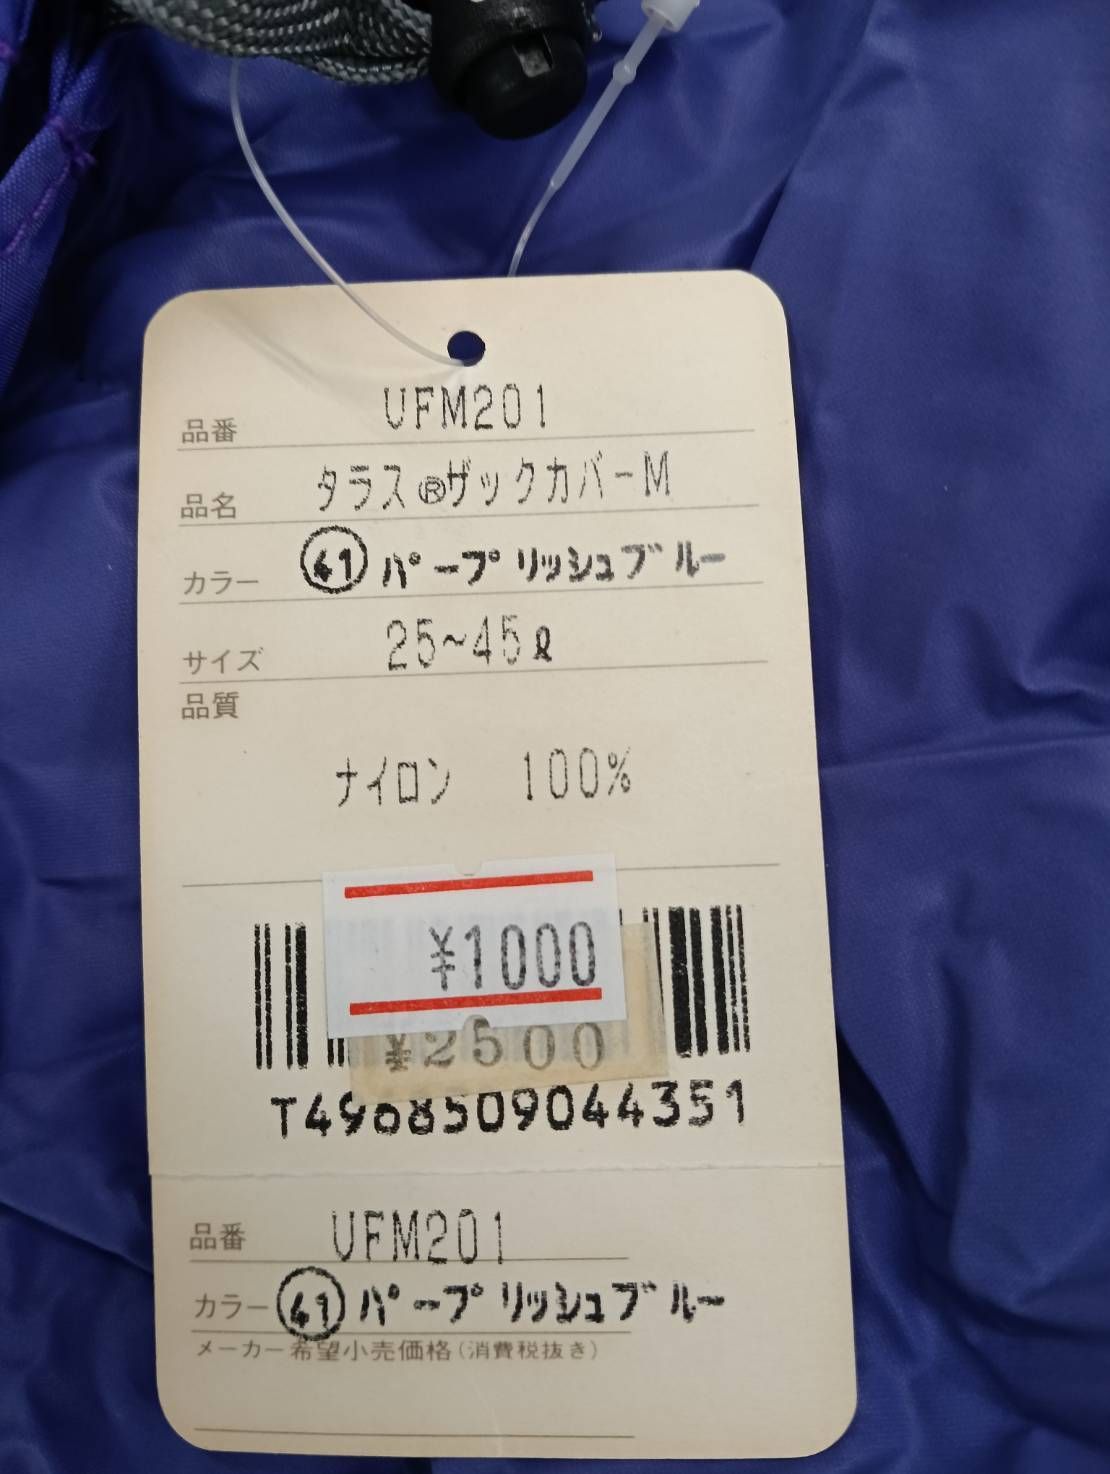 品番 UFM201
品名 タラス®ザックカバーM
カラー ㊶ パープリッシュブルー
サイズ 25~45ℓ
品質
ナイロン 100%
¥1000
¥2500
T4968509044351
品番 UFM201
カラー ㊶ パープリッシュブルー
メーカー希望小売価格(消費税抜き)